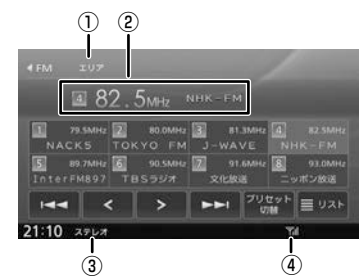 ① ②
FM エリア
4 82.5MHz NHK-FM
1 79.5MHz 2 80.0MHz 3 81.3MHz 4 82.5MHz
NACK5 TOKYO FM J-WAVE NHK-FM
5 89.7MHz 6 90.5MHz 7 91.6MHz 8 93.0MHz
InterFM897 TBSラジオ 文化放送 ニッポン放送
プリセット切替 リスト
21:10 ステレオ
③ ④